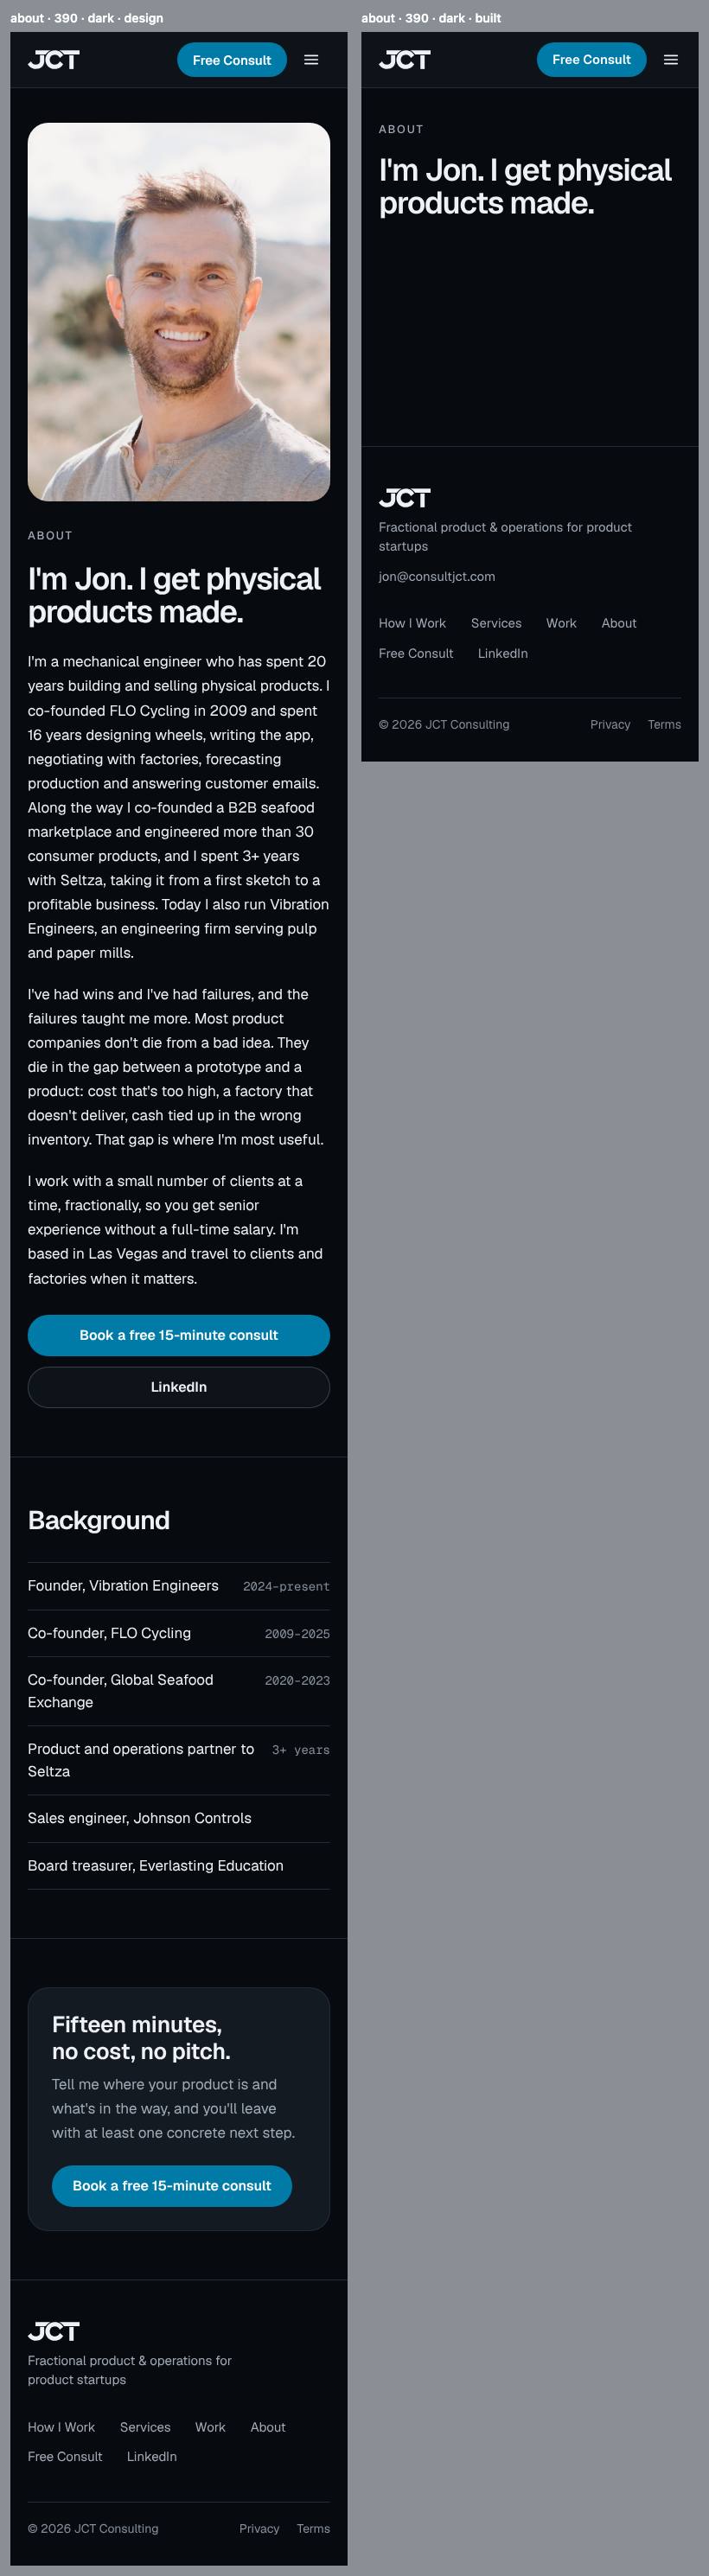 about · 390 · dark · design
JCT
Free Consult
ABOUT
I'm Jon. I get physical
products made.
I'm a mechanical engineer who has spent 20
years building and selling physical products. I
co-founded FLO Cycling in 2009 and spent
16 years designing wheels, writing the app,
negotiating with factories, forecasting
production and answering customer emails.
Along the way I co-founded a B2B seafood
marketplace and engineered more than 30
consumer products, and I spent 3+ years
with Seltza, taking it from a first sketch to a
profitable business. Today I also run Vibration
Engineers, an engineering firm serving pulp
and paper mills.
I've had wins and I've had failures, and the
failures taught me more. Most product
companies don't die from a bad idea. They
die in the gap between a prototype and a
product: cost that's too high, a factory that
doesn't deliver, cash tied up in the wrong
inventory. That gap is where I'm most useful.
I work with a small number of clients at a
time, fractionally, so you get senior
experience without a full-time salary. I'm
based in Las Vegas and travel to clients and
factories when it matters.
Book a free 15-minute consult
LinkedIn
Background
Founder, Vibration Engineers 2024–present
Co-founder, FLO Cycling 2009–2025
Co-founder, Global Seafood 2020–2023
Exchange
Product and operations partner to 3+ years
Seltza
Sales engineer, Johnson Controls
Board treasurer, Everlasting Education
Fifteen minutes,
no cost, no pitch.
Tell me where your product is and
what's in the way, and you'll leave
with at least one concrete next step.
Book a free 15-minute consult
JCT
Fractional product & operations for
product startups
How I Work Services Work About
Free Consult LinkedIn
© 2026 JCT Consulting Privacy Terms
about · 390 · dark · built
JCT
Free Consult
ABOUT
I'm Jon. I get physical
products made.
JCT
Fractional product & operations for product
startups
jon@consultjct.com
How I Work Services Work About
Free Consult LinkedIn
© 2026 JCT Consulting Privacy Terms